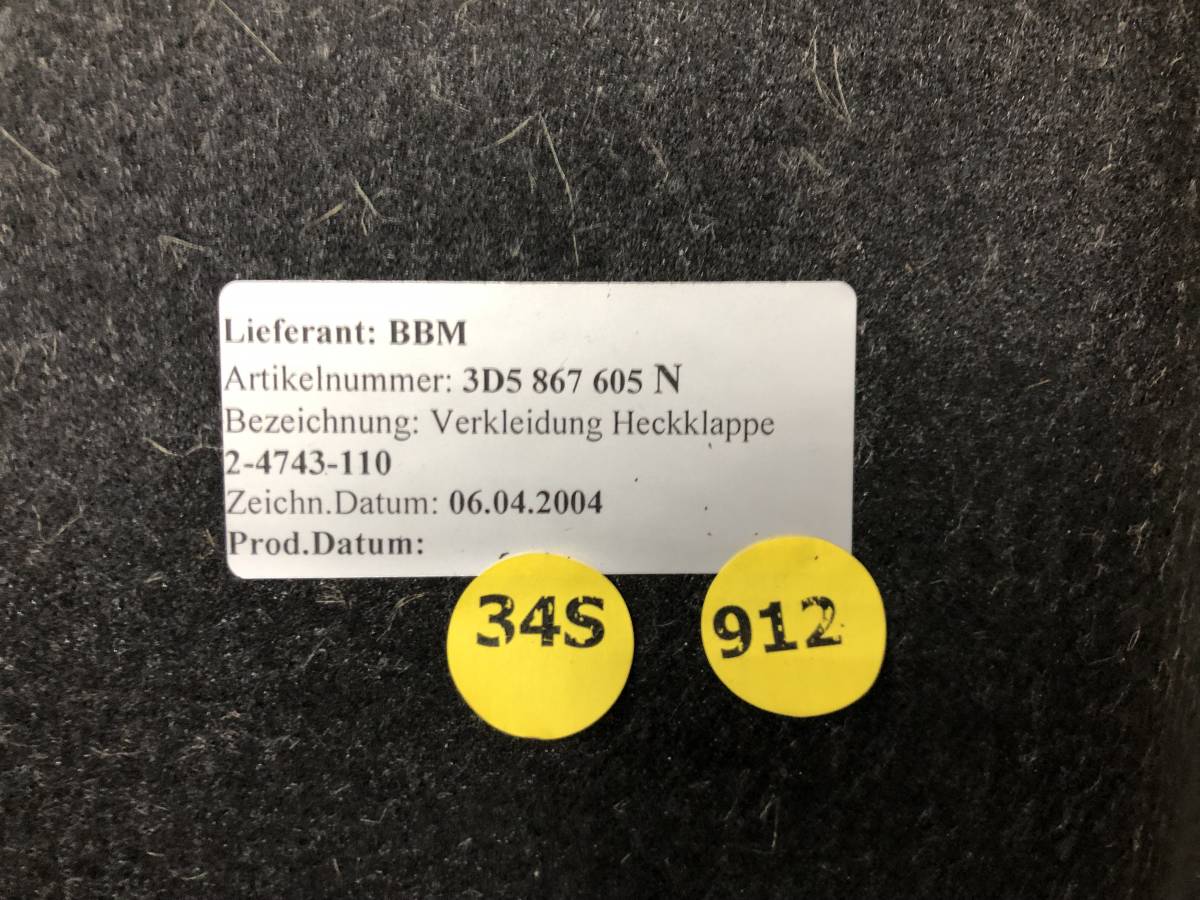 Lieferant: BBM
Artikelnummer: 3D5 867 605 N
Bezeichnung: Verkleidung Heckklappe
2-4743-110
Zeichn.Datum: 06.04.2004
Prod.Datum:
34S
912